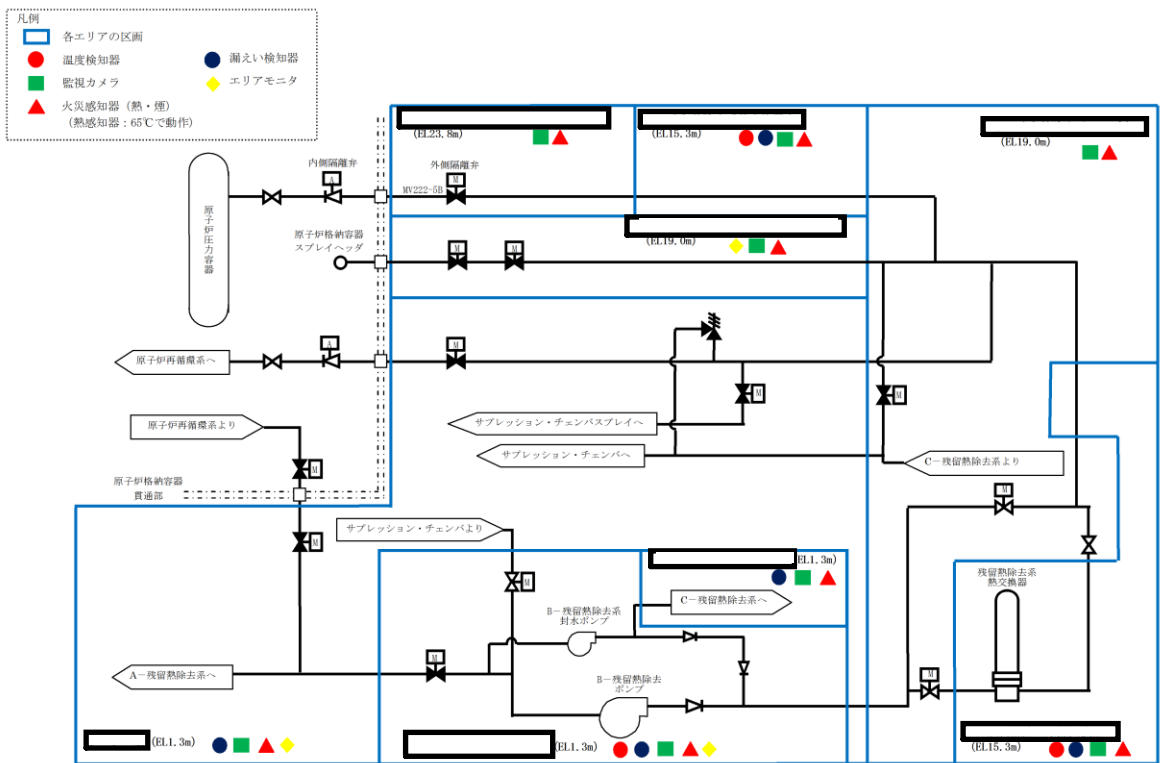 凡例
各エリアの区画
温度検知器
漏えい検知器
監視カメラ
エリアモニタ
火災感知器（熱・煙）
（熱感知器：65℃で動作）
(EL23.8m)
(EL15.3m)
(EL19.0m)
内側隔離弁
外側隔離弁
A
M
MV222-5B
原子炉圧力容器
(EL19.0m)
原子炉格納容器
スプレイヘッダ
M
M
A
M
原子炉再循環系へ
M
M
サプレッション・チェンバスプレイへ
原子炉再循環系より
サプレッション・チェンバへ
C－残留熱除去系より
M
原子炉格納容器
貫通部
M
サプレッション・チェンバより
M
(EL1.3m)
M
残留熱除去系
熱交換器
C－残留熱除去系へ
B－残留熱除去系
封水ポンプ
M
A－残留熱除去系へ
B－残留熱除去
ポンプ
M
(EL1.3m)
(EL1.3m)
(EL15.3m)